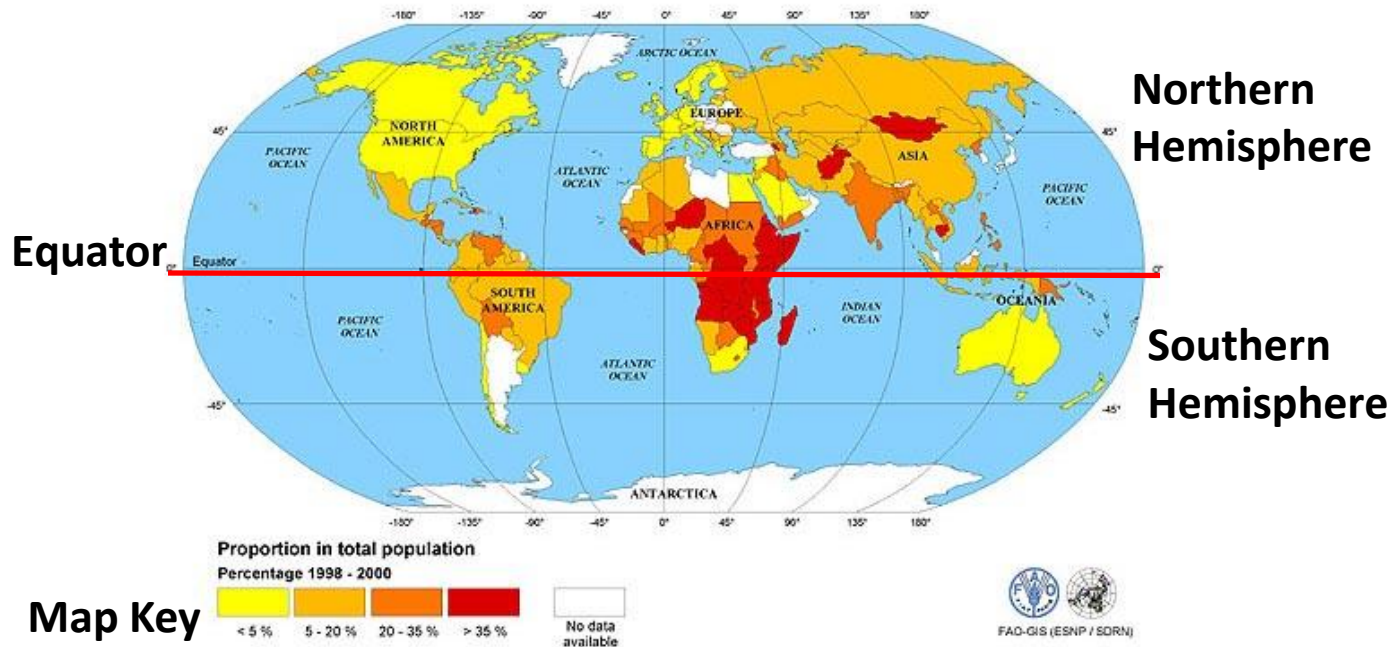 -180° -135° -90° -45° 0° 45° 90° 135° 180°
ARCTIC OCEAN
Northern
Hemisphere
EUROPE
45° NORTH
AMERICA
45°
PACIFIC
OCEAN
ASIA
ATLANTIC
OCEAN
PACIFIC
OCEAN
AFRICA
Equator
0° Equator 0°
SOUTH
AMERICA
OCEANIA
INDIAN
OCEAN
PACIFIC
OCEAN
Southern
Hemisphere
ATLANTIC
OCEAN
-45° -45°
ANTARCTICA
-180° -135° -90° -45° 0° 45° 90° 135° 180°
Proportion in total population
Percentage 1998 - 2000
Map Key
< 5 % 5 - 20 % 20 - 35 % > 35 % No data
available
FAO
FAO-GIS (ESNP / SDRN)